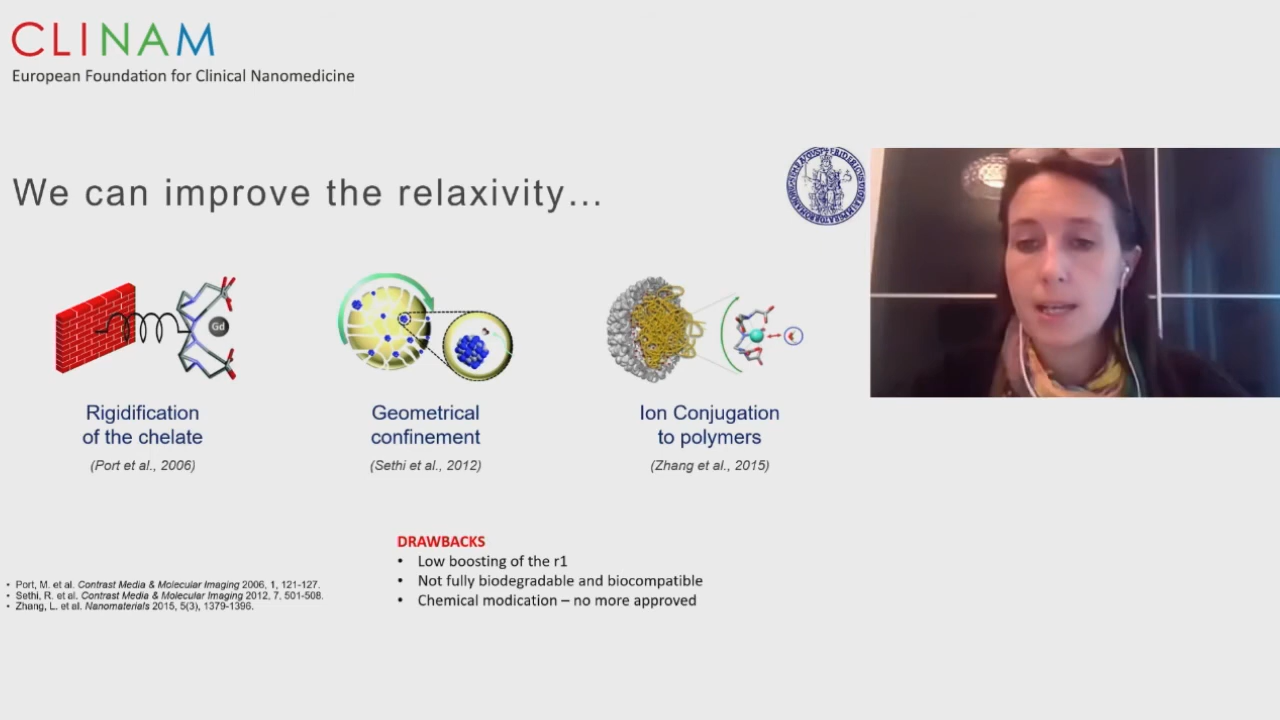 CLINAM
European Foundation for Clinical Nanomedicine
We can improve the relaxivity...
Gd
Rigidification
of the chelate
(Port et al., 2006)
Geometrical
confinement
(Sethi et al., 2012)
Ion Conjugation
to polymers
(Zhang et al., 2015)
DRAWBACKS
• Low boosting of the r1
• Not fully biodegradable and biocompatible
• Chemical modication – no more approved
• Port, M. et al. Contrast Media & Molecular Imaging 2006, 1, 121-127.
• Sethi, R. et al. Contrast Media & Molecular Imaging 2012, 7, 501-508.
• Zhang, L. et al. Nanomaterials 2015, 5(3), 1379-1396.